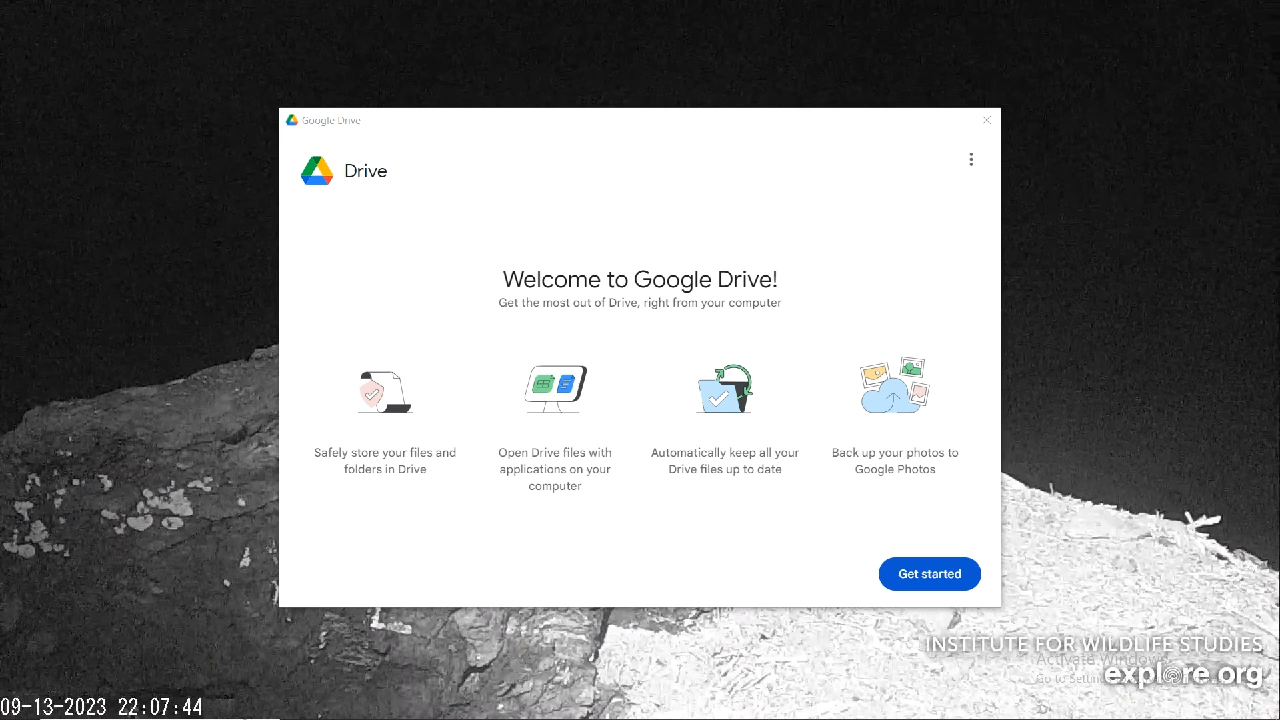 Google Drive
Drive
Welcome to Google Drive!
Get the most out of Drive, right from your computer
Safely store your files and
folders in Drive
Open Drive files with
applications on your
computer
Automatically keep all your
Drive files up to date
Back up your photos to
Google Photos
Get started
INSTITUTE FOR WILDLIFE STUDIES
Activate Windows
Go to Settin
explore.org
09-13-2023 22:07:44